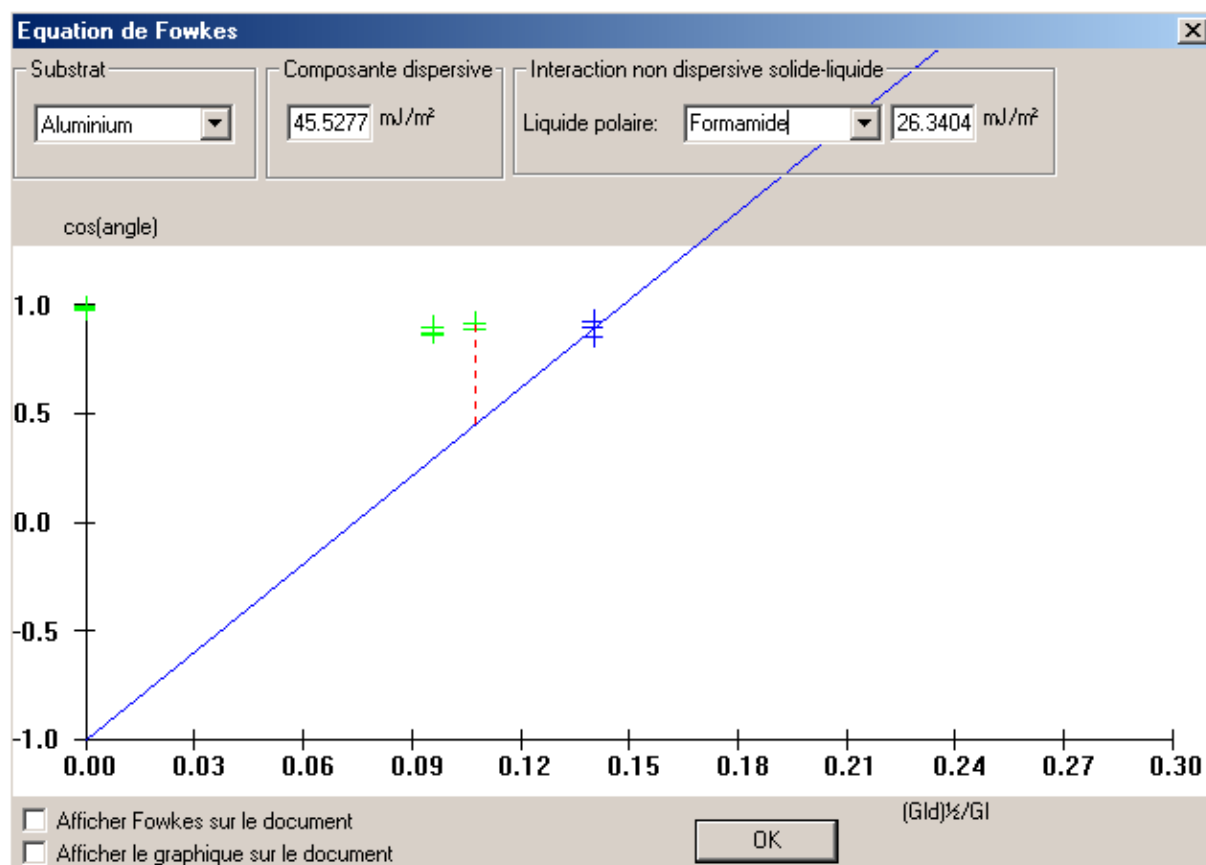 Equation de Fowkes
Substrat
Composante dispersive
Interaction non dispersive solide-liquide
Aluminium
45.5277 mJ/m²
Liquide polaire: Formamide 26.3404 mJ/m²
cos(angle)
1.0
0.5
0.0
-0.5
-1.0
0.00 0.03 0.06 0.09 0.12 0.15 0.18 0.21 0.24 0.27 0.30
(Gld)½/Gl
Afficher Fowkes sur le document
Afficher le graphique sur le document
OK